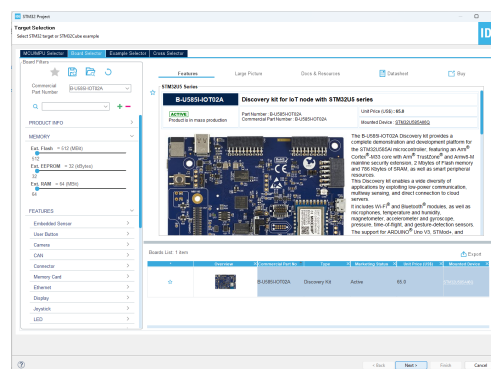 STM32 Project
Target Selection
Select STM32 target or STM32Cube example
IDE
MCU/MPU Selector Board Selector Example Selector Cross Selector
Board Filters
Commercial Part Number B-U585I-IOT02A
PRODUCT INFO
MEMORY
Ext. Flash = 512 (MBit)
512
Ext. EEPROM = 32 (KBytes)
32
Ext. RAM = 64 (MBit)
64
FEATURES
Embedded Sensor
User Button
Camera
CAN
Connector
Memory Card
Ethernet
Display
Joystick
LED
Features Large Picture Docs & Resources Datasheet Buy
STM32U5 Series
B-U585I-IOT02A Discovery kit for IoT node with STM32U5 series
ACTIVE
Product is in mass production
Part Number : B-U585I-IOT02A
Commercial Part Number : B-U585I-IOT02A
Unit Price (US$) : 65.0
Mounted Device :
The B-U585I-IOT02A Discovery kit provides a
complete demonstration and development platform for
the STM32U585AI microcontroller, featuring an Arm®
Cortex®-M33 core with Arm® TrustZone® and Armv8-M
mainline security extension, 2 Mbytes of Flash memory
and 786 Kbytes of SRAM, as well as smart peripheral
resources.
This Discovery kit enables a wide diversity of
applications by exploiting low-power communication,
multiway sensing, and direct connection to cloud
servers.
It includes Wi-Fi® and Bluetooth® modules, as well as
microphones, temperature and humidity,
magnetometer, accelerometer and gyroscope,
pressure, time-of-flight, and gesture-detection sensors.
The support for ARDUINO® Uno V3, STMod+, and
Boards List: 1 item
Export
* Overview Commercial Part No Type Marketing Status Unit Price (US$) Mounted Device
B-U585I-IOT02A Discovery Kit Active 65.0
?
< Back Next > Finish Cancel